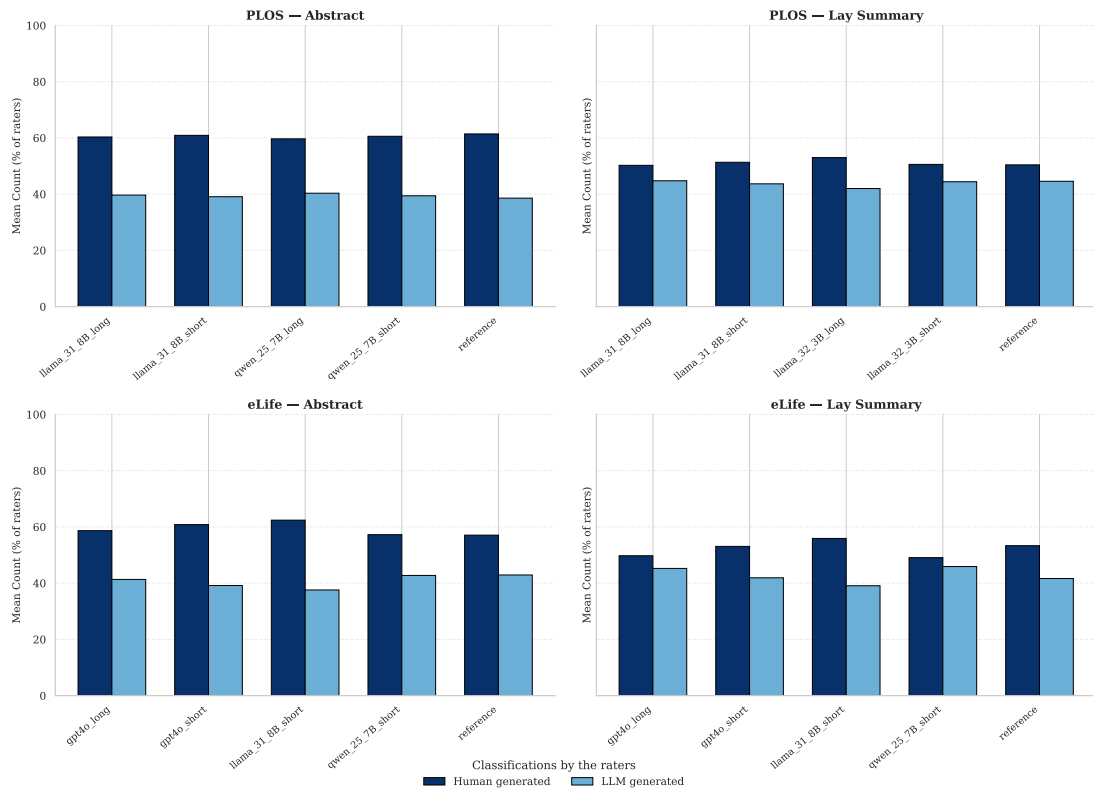 PLOS — Abstract
Mean Count (% of raters)
100
80
60
40
20
0
llama_31_8B_long
llama_31_8B_short
qwen_25_7B_long
qwen_25_7B_short
reference
PLOS — Lay Summary
Mean Count (% of raters)
llama_31_8B_long
llama_31_8B_short
llama_32_3B_long
llama_32_3B_short
reference
eLife — Abstract
Mean Count (% of raters)
100
80
60
40
20
0
gpt4o_long
gpt4o_short
llama_31_8B_short
qwen_25_7B_short
reference
eLife — Lay Summary
Mean Count (% of raters)
gpt4o_long
gpt4o_short
llama_31_8B_short
qwen_25_7B_short
reference
Classifications by the raters
Human generated
LLM generated